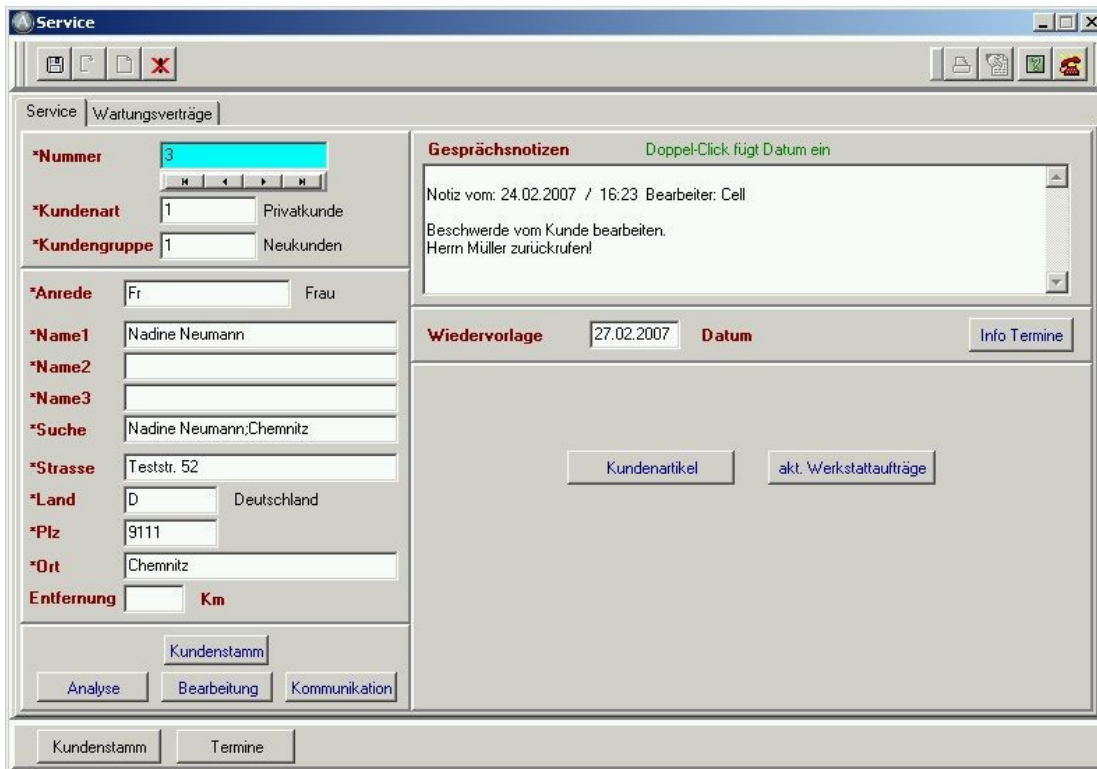 Service
Service
Wartungsverträge
*Nummer 3
*Kundenart 1 Privatkunde
*Kundengruppe 1 Neukunden
*Anrede Fr Frau
*Name1 Nadine Neumann
*Name2
*Name3
*Suche Nadine Neumann;Chemnitz
*Strasse Teststr. 52
*Land D Deutschland
*Plz 9111
*Ort Chemnitz
Entfernung Km
Kundenstamm
Analyse Bearbeitung Kommunikation
Gesprächsnotizen Doppel-Click fügt Datum ein
Notiz vom: 24.02.2007 / 16:23 Bearbeiter: Cell
Beschwerde vom Kunde bearbeiten.
Herrn Müller zurückrufen!
Wiedervorlage 27.02.2007 Datum Info Termine
Kundenartikel akt. Werkstattaufträge
Kundenstamm Termine